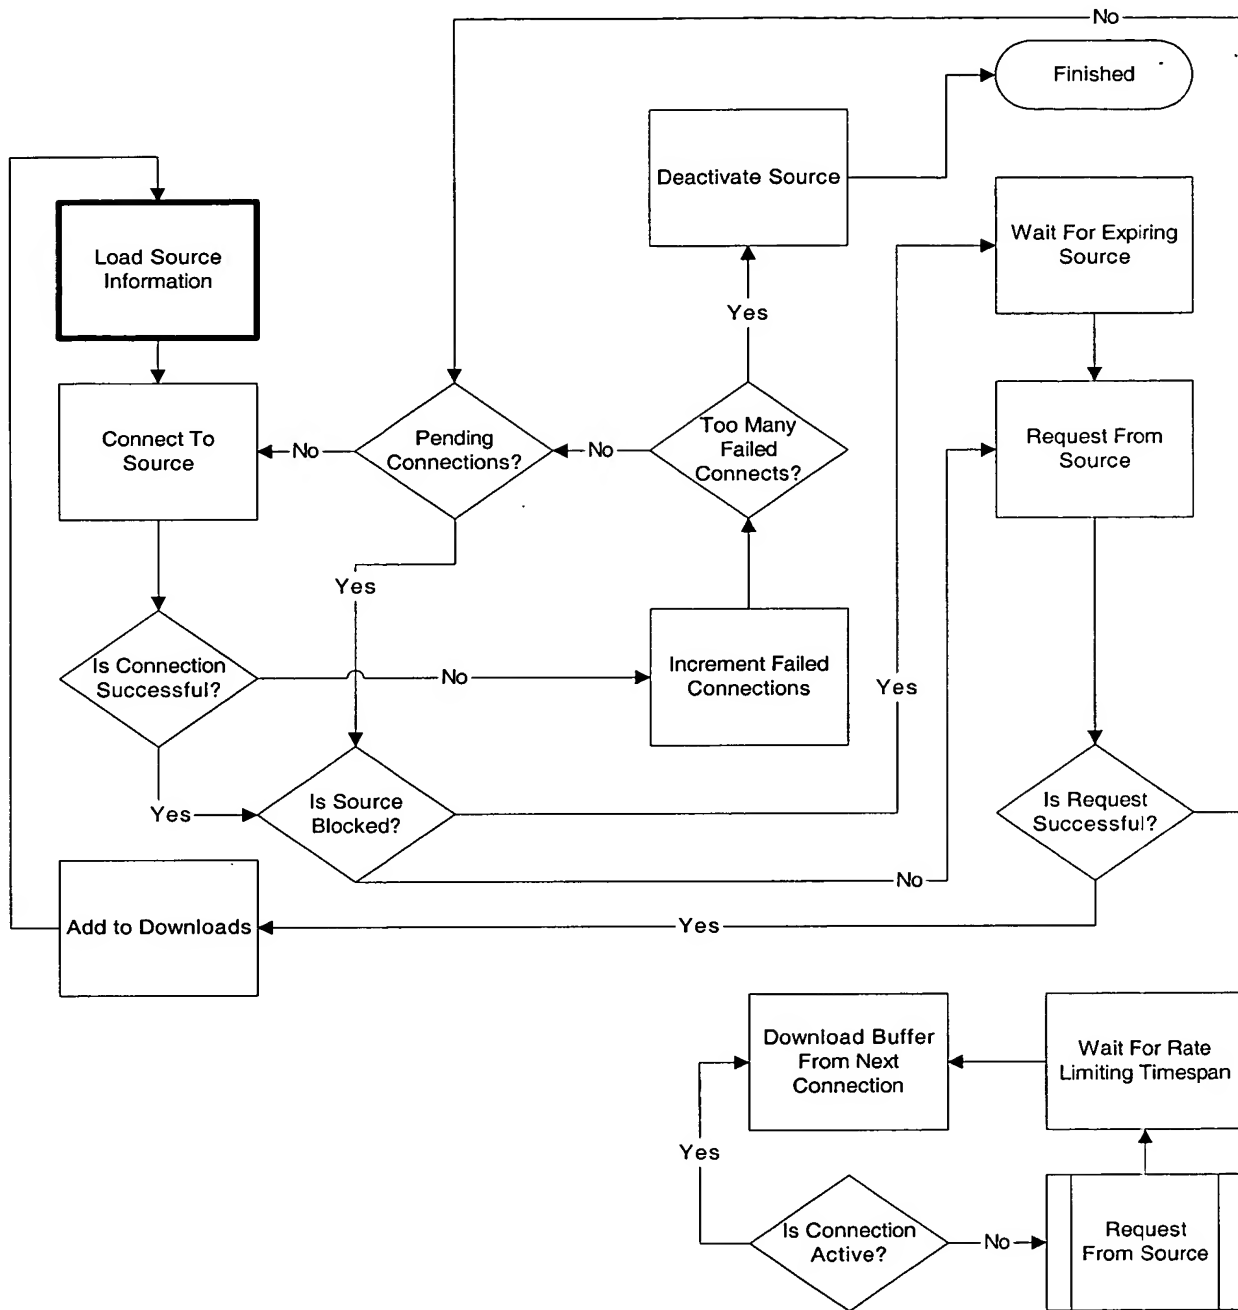 No
Finished
Deactivate Source
Load Source
Information
Wait For Expiring
Source
Yes
Connect To
Source
No
Pending
Connections?
No
Too Many
Failed
Connects?
Request From
Source
Yes
Is Connection
Successful?
No
Increment Failed
Connections
Yes
Yes
Is Source
Blocked?
Is Request
Successful?
No
Add to Downloads
Yes
Download Buffer
From Next
Connection
Wait For Rate
Limiting Timespan
Yes
Is Connection
Active?
No
Request
From Source